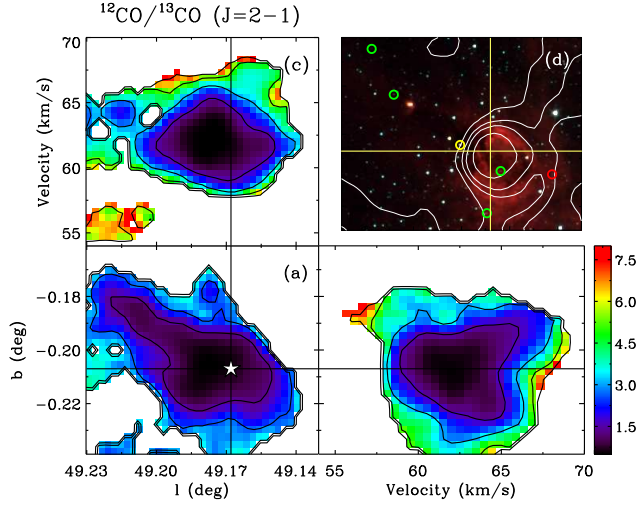 ¹²CO/¹³CO (J=2−1)
70
65
60
55
Velocity (km/s)
(c)
(d)
(a)
−0.18
−0.20
−0.22
b (deg)
7.5
6.0
4.5
3.0
1.5
49.23 49.20 49.17 49.14 55 60 65 70
l (deg) Velocity (km/s)